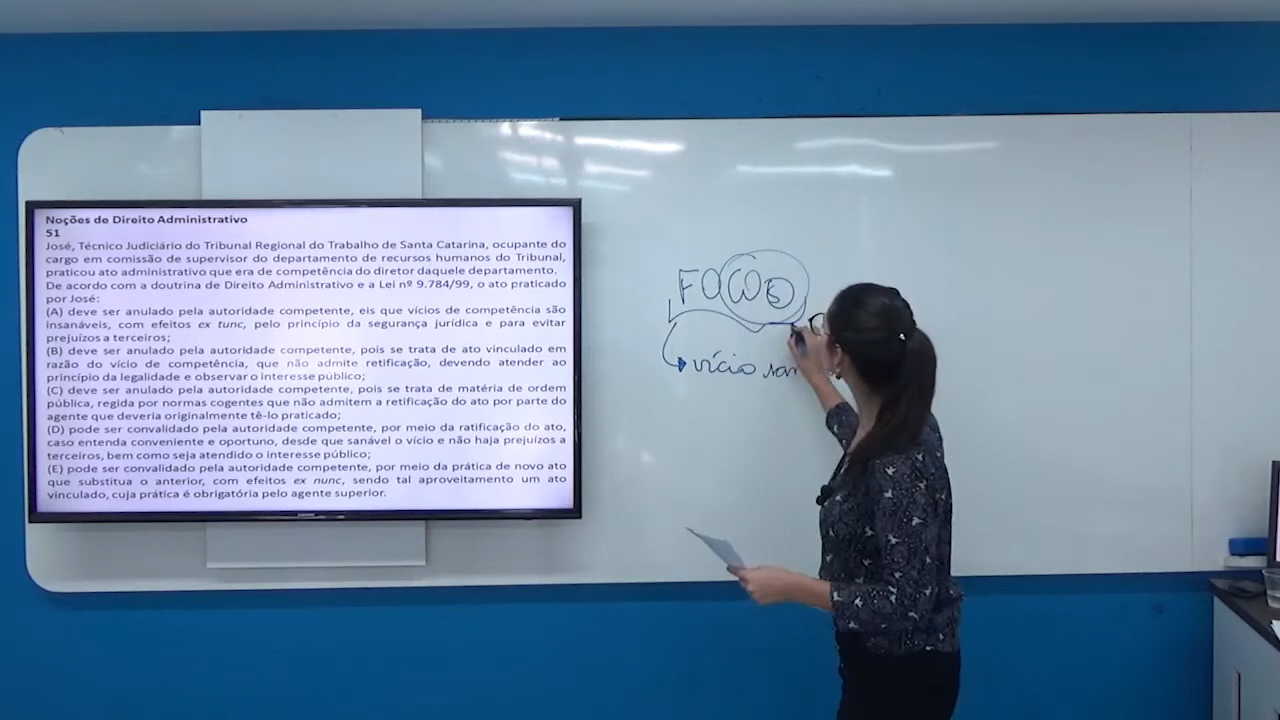 Noções de Direito Administrativo
51
José, Técnico Judiciário do Tribunal Regional do Trabalho de Santa Catarina, ocupante do
cargo em comissão de supervisor do departamento de recursos humanos do Tribunal,
praticou ato administrativo que era de competência do diretor daquele departamento.
De acordo com a doutrina de Direito Administrativo e a Lei nº 9.784/99, o ato praticado
por José:
(A) deve ser anulado pela autoridade competente, eis que vícios de competência são
insanáveis, com efeitos ex tunc, pelo princípio da segurança jurídica e para evitar
prejuízos a terceiros;
(B) deve ser anulado pela autoridade competente, pois se trata de ato vinculado em
razão do vício de competência, que não admite retificação, devendo atender ao
princípio da legalidade e observar o interesse público;
(C) deve ser anulado pela autoridade competente, pois se trata de matéria de ordem
pública, regida por normas cogentes que não admitem a retificação do ato por parte do
agente que deveria originalmente tê-lo praticado;
(D) pode ser convalidado pela autoridade competente, por meio da ratificação do ato,
caso entenda conveniente e oportuno, desde que sanável o vício e não haja prejuízos a
terceiros, bem como seja atendido o interesse público;
(E) pode ser convalidado pela autoridade competente, por meio da prática de novo ato
que substitua o anterior, com efeitos ex nunc, sendo tal aproveitamento um ato
vinculado, cuja prática é obrigatória pelo agente superior.
vício